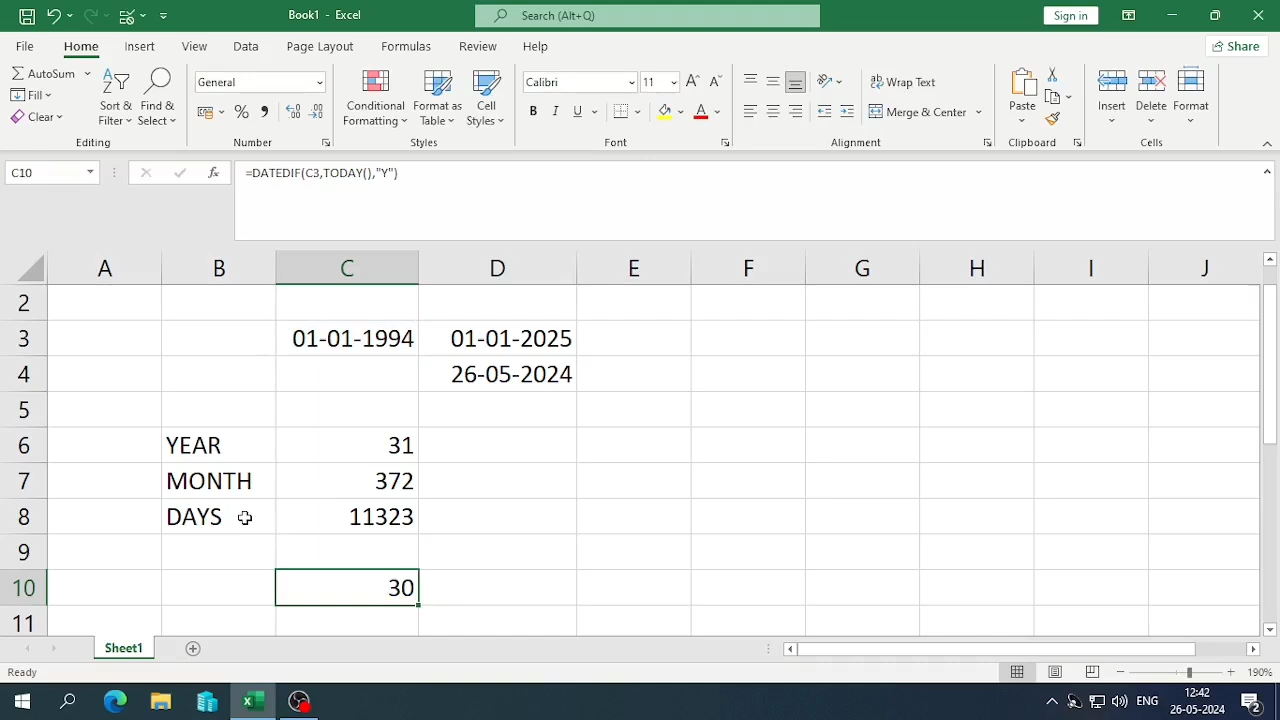 Book1 - Excel
Search (Alt+Q)
Sign in
File Home Insert View Data Page Layout Formulas Review Help
Share
AutoSum
Fill
Clear
Sort & Filter
Find & Select
Editing
General
Number
Conditional Formatting
Format as Table
Cell Styles
Styles
Calibri 11
B I U
Font
Wrap Text
Merge & Center
Alignment
Paste
Clipboard
Insert Delete Format
Cells
C10
fx
=DATEDIF(C3,TODAY(),"Y")
A B C D E F G H I J
2
3 01-01-1994 01-01-2025
4 26-05-2024
5
6 YEAR 31
7 MONTH 372
8 DAYS 11323
9
10 30
11
Sheet1
Ready
190%
ENG
12:42
26-05-2024
2